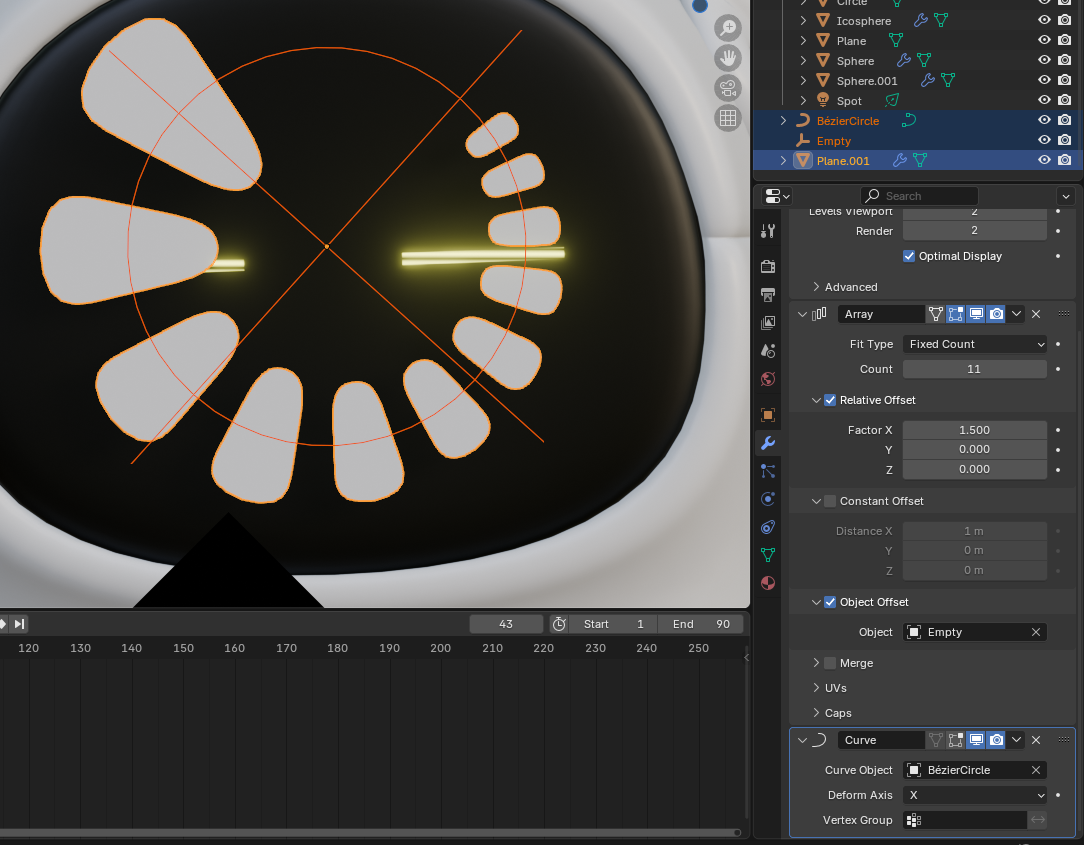 Circle
Icosphere
Plane
Sphere
Sphere.001
Spot
BézierCircle
Empty
Plane.001
Search
Levels Viewport 2
Render 2
Optimal Display
Advanced
Array
Fit Type Fixed Count
Count 11
Relative Offset
Factor X 1.500
Y 0.000
Z 0.000
Constant Offset
Distance X 1 m
Y 0 m
Z 0 m
Object Offset
Object Empty
Merge
UVs
Caps
Curve
Curve Object BézierCircle
Deform Axis X
Vertex Group
43 Start 1 End 90
120 130 140 150 160 170 180 190 200 210 220 230 240 250